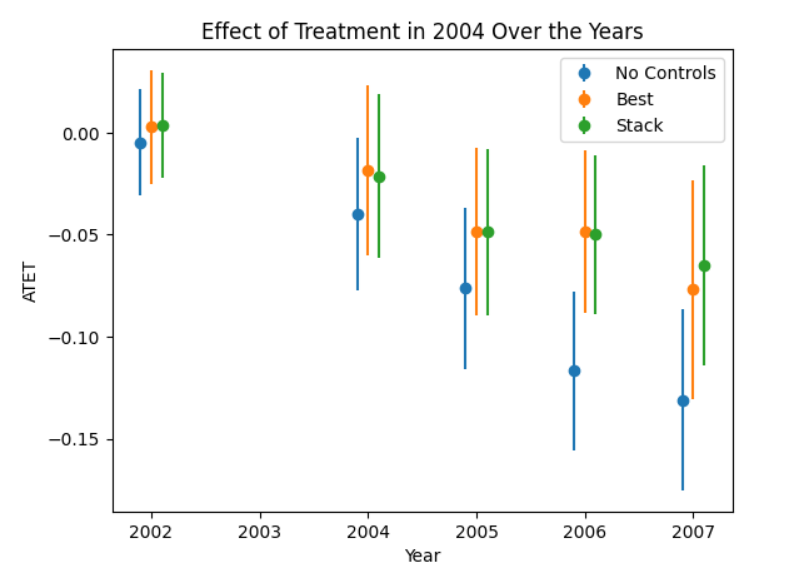 Effect of Treatment in 2004 Over the Years
No Controls
Best
Stack
0.00
−0.05
−0.10
−0.15
ATET
2002 2003 2004 2005 2006 2007
Year